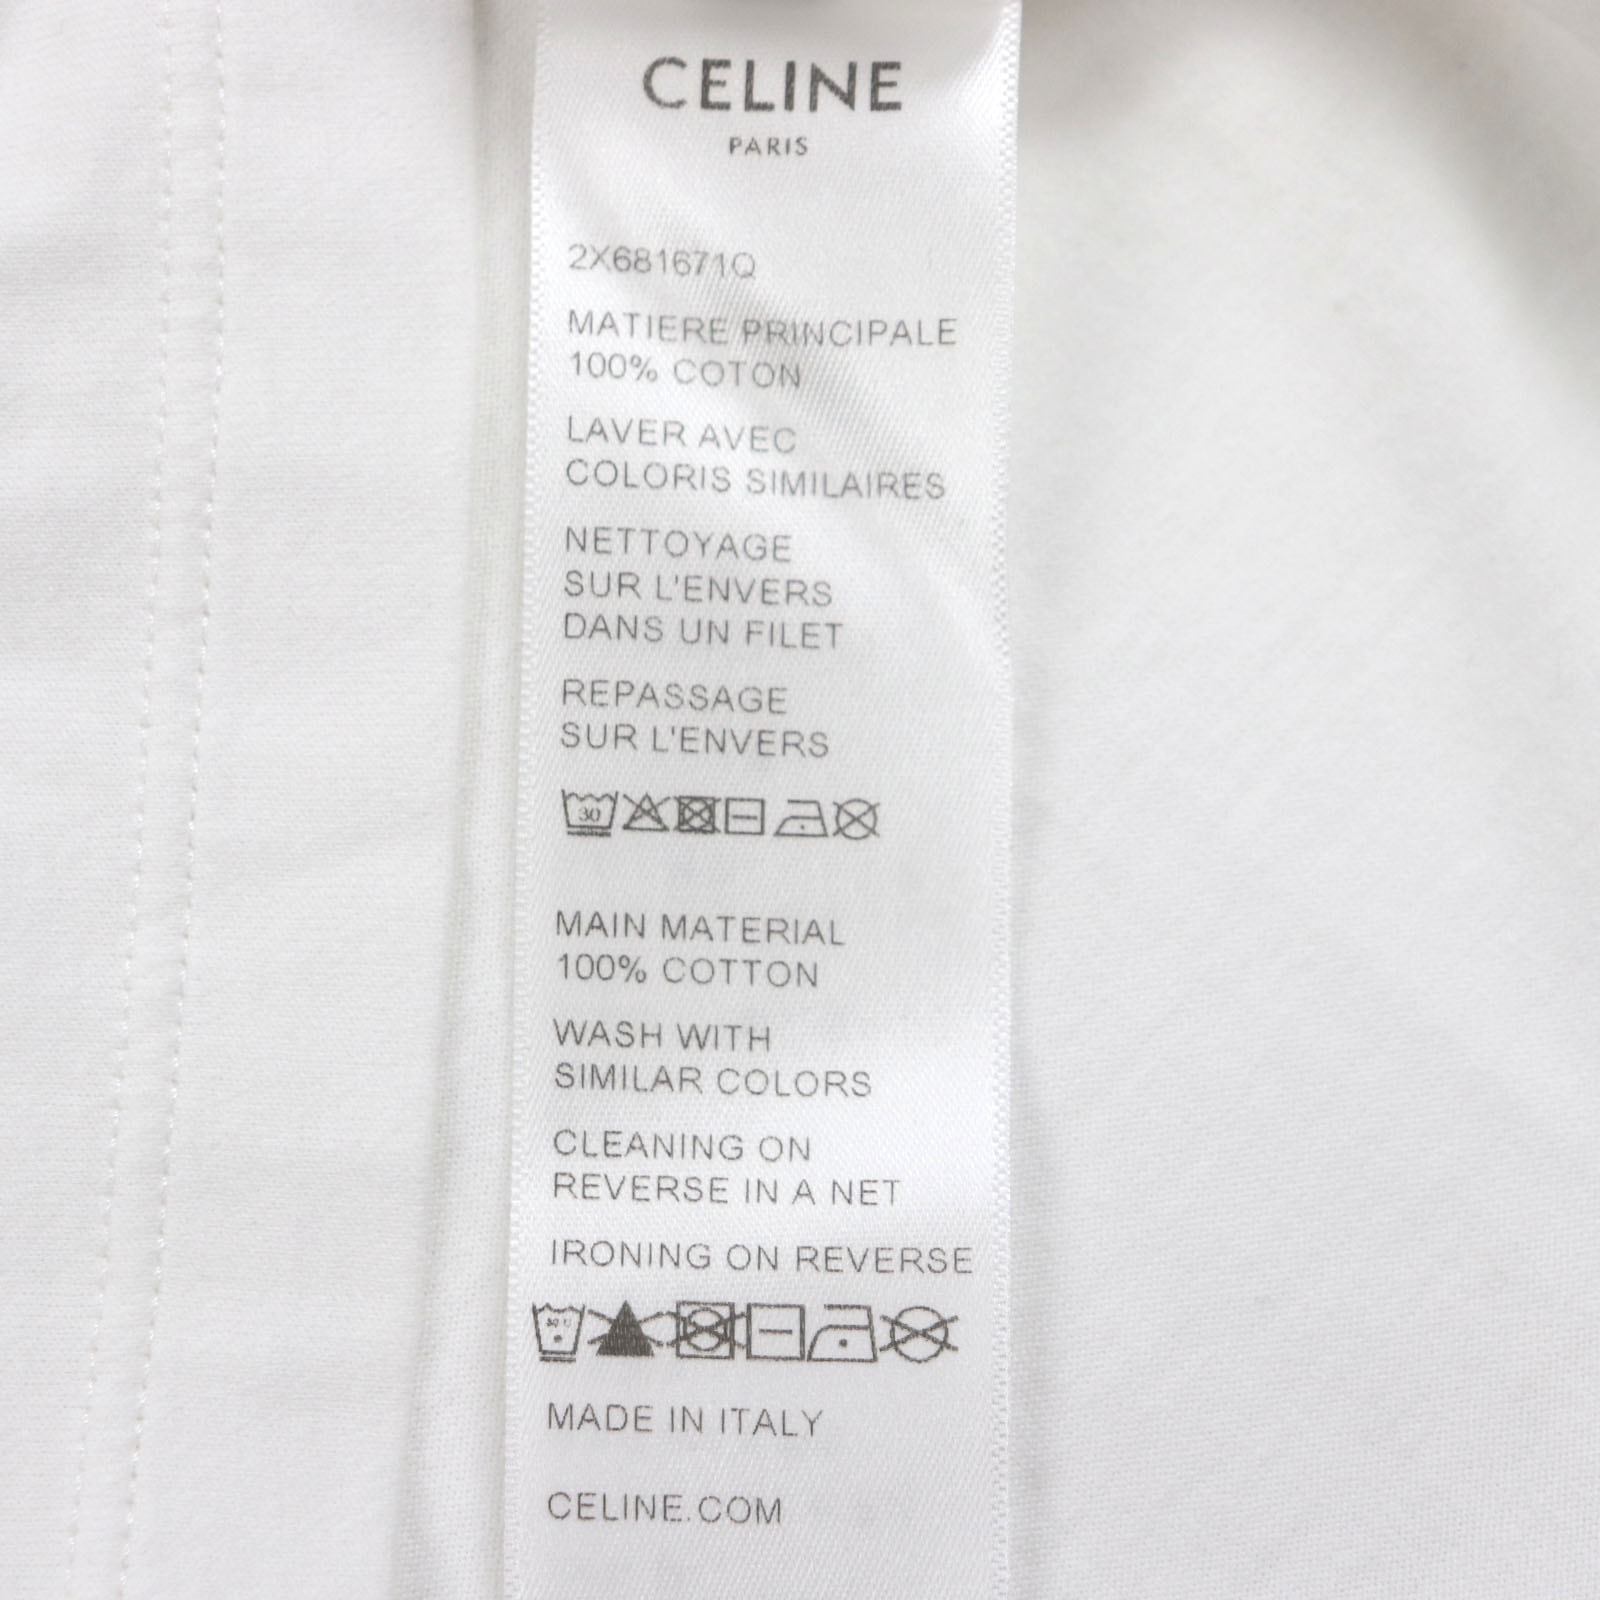 CELINE
PARIS
2X681671Q
MATIERE PRINCIPALE
100% COTON
LAVER AVEC
COLORIS SIMILAIRES
NETTOYAGE
SUR L'ENVERS
DANS UN FILET
REPASSAGE
SUR L'ENVERS
30
MAIN MATERIAL
100% COTTON
WASH WITH
SIMILAR COLORS
CLEANING ON
REVERSE IN A NET
IRONING ON REVERSE
MADE IN ITALY
CELINE.COM